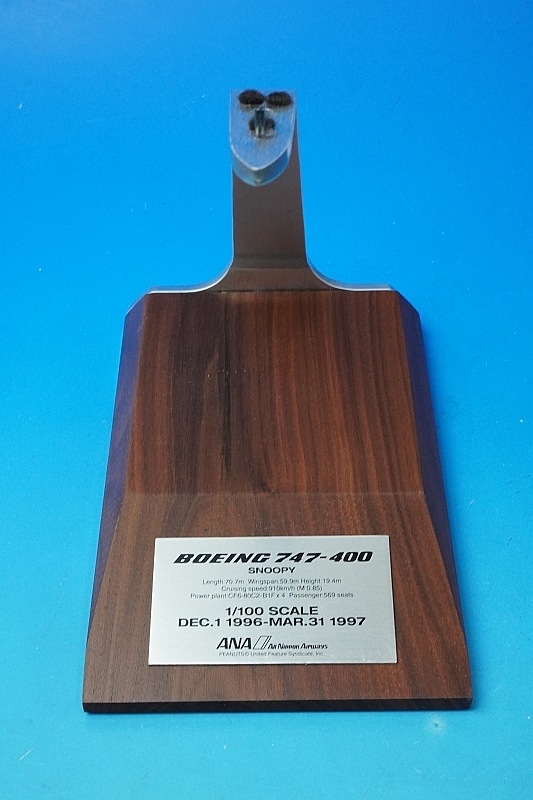 BOEING 747-400
SNOOPY
Length:70.7m Wingspan:59.9m Height:19.4m
Cruising speed:910km/h (M 0.85)
Power plant:CF6-80C2-B1F x 4 Passenger:569 seats
1/100 SCALE
DEC.1 1996-MAR.31 1997
ANA All Nippon Airways
PEANUTS © United Feature Syndicate, Inc.